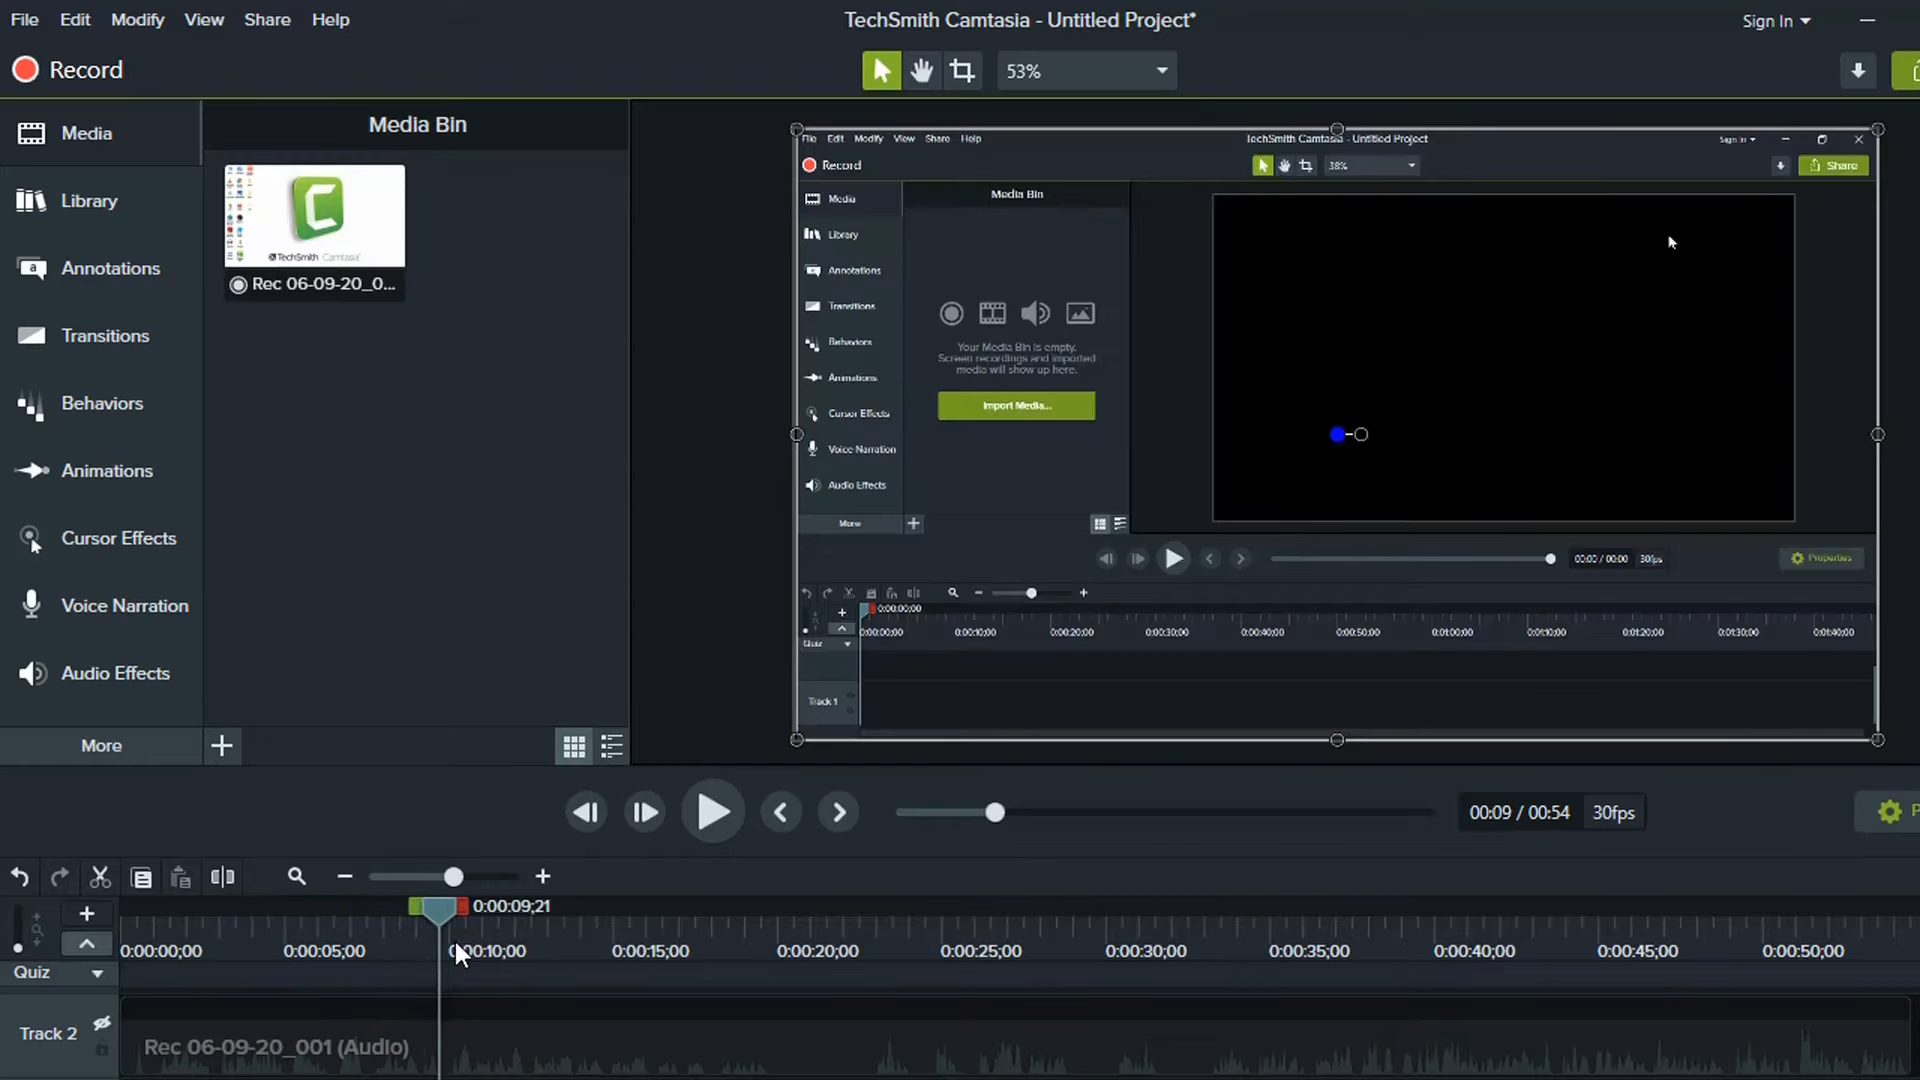 File Edit Modify View Share Help
TechSmith Camtasia - Untitled Project*
Sign In
Record
53%
Media
Library
Annotations
Transitions
Behaviors
Animations
Cursor Effects
Voice Narration
Audio Effects
More
Media Bin
TechSmith Camtasia
Rec 06-09-20_0...
File Edit Modify View Share Help
TechSmith Camtasia - Untitled Project
Sign In
Record
38%
Share
Media
Library
Annotations
Transitions
Behaviors
Animations
Cursor Effects
Voice Narration
Audio Effects
More
Media Bin
Your Media Bin is empty.
Screen recordings and imported
media will show up here.
Import Media...
00:00 / 00:00 30fps
Properties
0:00:00;00
0:00:00;00 0:00:10;00 0:00:20;00 0:00:30;00 0:00:40;00 0:00:50;00 0:01:00;00 0:01:10;00 0:01:20;00 0:01:30;00 0:01:40;00
Quiz
Track 1
00:09 / 00:54 30fps
P
0:00:09;21
0:00:00;00 0:00:05;00 0:00:10;00 0:00:15;00 0:00:20;00 0:00:25;00 0:00:30;00 0:00:35;00 0:00:40;00 0:00:45;00 0:00:50;00
Quiz
Track 2
Rec 06-09-20_001 (Audio)